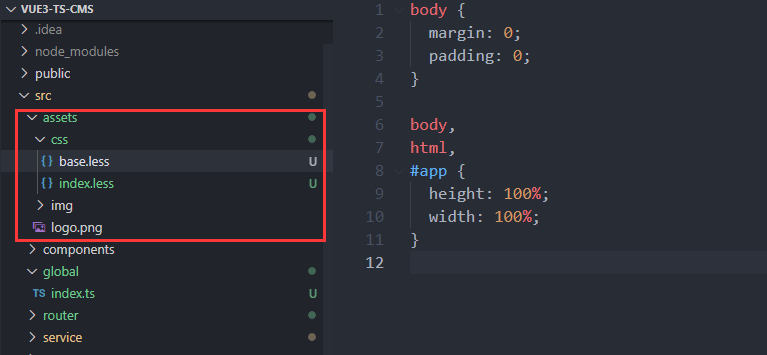 VUE3-TS-CMS
.idea
node_modules
public
src
assets
css
{} base.less U
{} index.less U
img
logo.png
components
global
TS index.ts U
router
service
1 body {
2 margin: 0;
3 padding: 0;
4 }
5
6 body,
7 html,
8 #app {
9 height: 100%;
10 width: 100%;
11 }
12